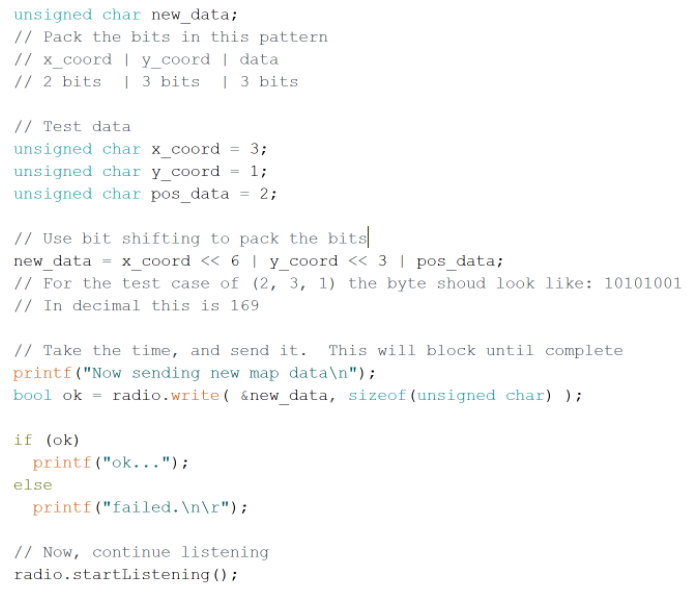 unsigned char new_data;
// Pack the bits in this pattern
// x_coord | y_coord | data
// 2 bits  | 3 bits  | 3 bits
// Test data
unsigned char x_coord = 3;
unsigned char y_coord = 1;
unsigned char pos_data = 2;
// Use bit shifting to pack the bits
new_data = x_coord << 6 | y_coord << 3 | pos_data;
// For the test case of (2, 3, 1) the byte shoud look like: 10101001
// In decimal this is 169
// Take the time, and send it.  This will block until complete
printf("Now sending new map data\n");
bool ok = radio.write( &new_data, sizeof(unsigned char) );
if (ok)
  printf("ok...");
else
  printf("failed.\n\r");
// Now, continue listening
radio.startListening();